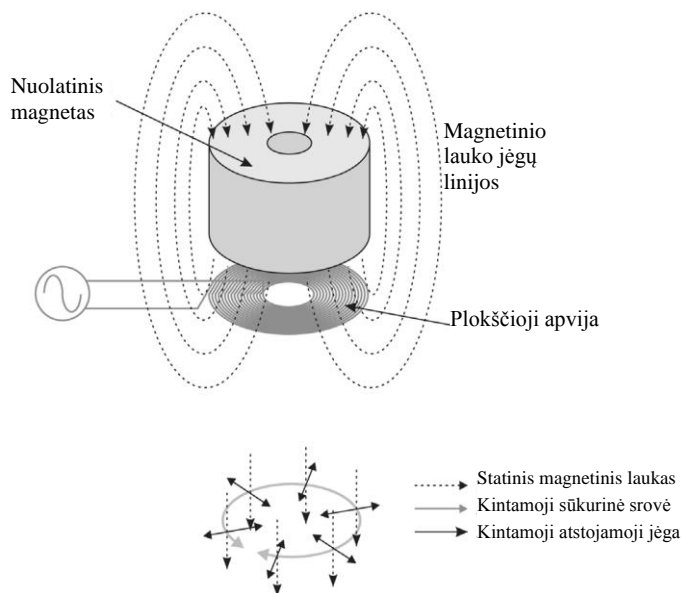 Nuolatinis
magnetas
Magnetinio
lauko jėgų
linijos
Plokščioji apvija
Statinis magnetinis laukas
Kintamoji sūkurinė srovė
Kintamoji atstojamoji jėga